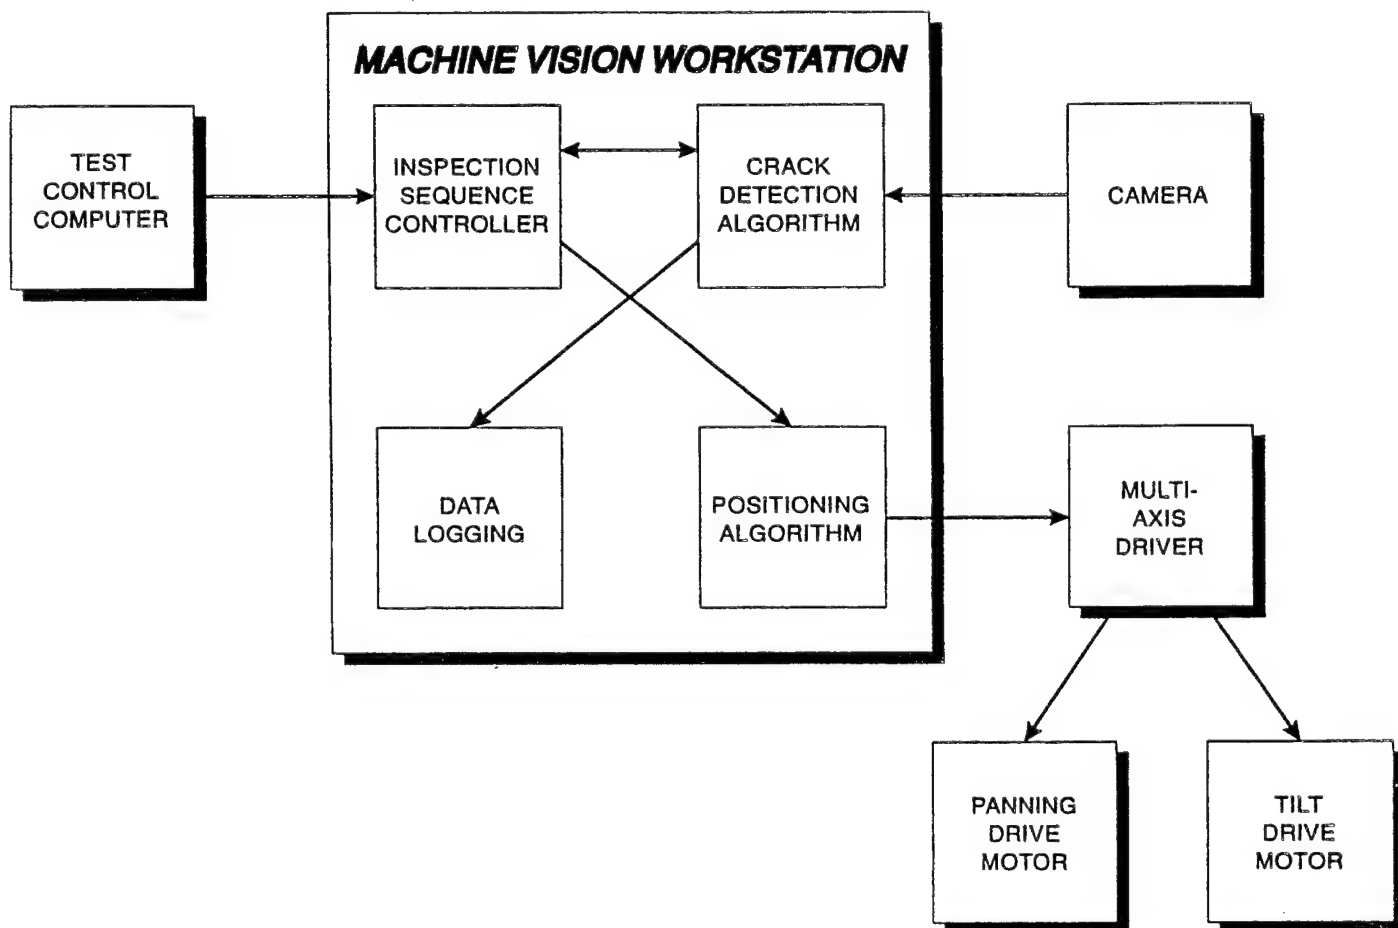 MACHINE VISION WORKSTATION
TEST
CONTROL
COMPUTER
INSPECTION
SEQUENCE
CONTROLLER
CRACK
DETECTION
ALGORITHM
CAMERA
DATA
LOGGING
POSITIONING
ALGORITHM
MULTI-
AXIS
DRIVER
PANNING
DRIVE
MOTOR
TILT
DRIVE
MOTOR